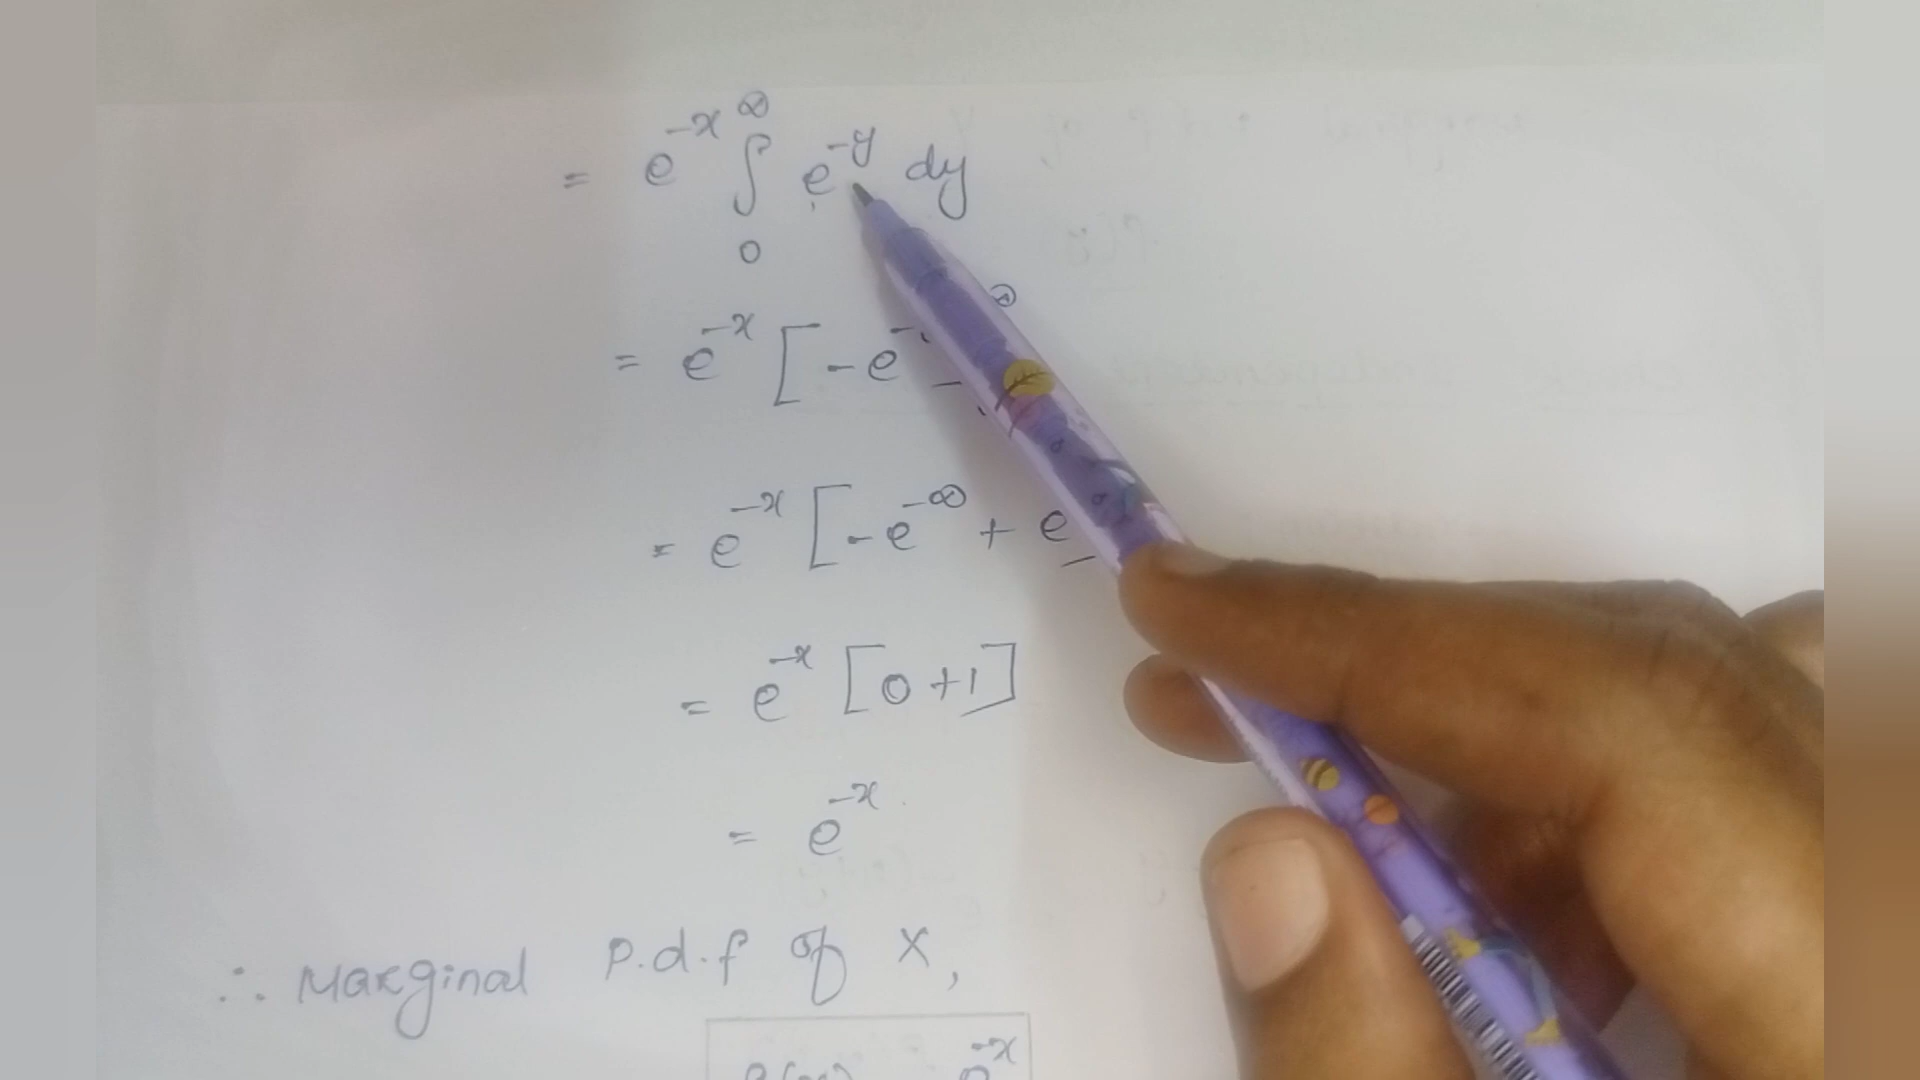 = e^{-x} ∫_0^∞ e^{-y} dy
= e^{-x} [ -e^-
= e^{-x} [ -e^{-∞} + e
= e^{-x} [0+1]
= e^{-x}
∴ Marginal P.d.f of X,
e^{-x}